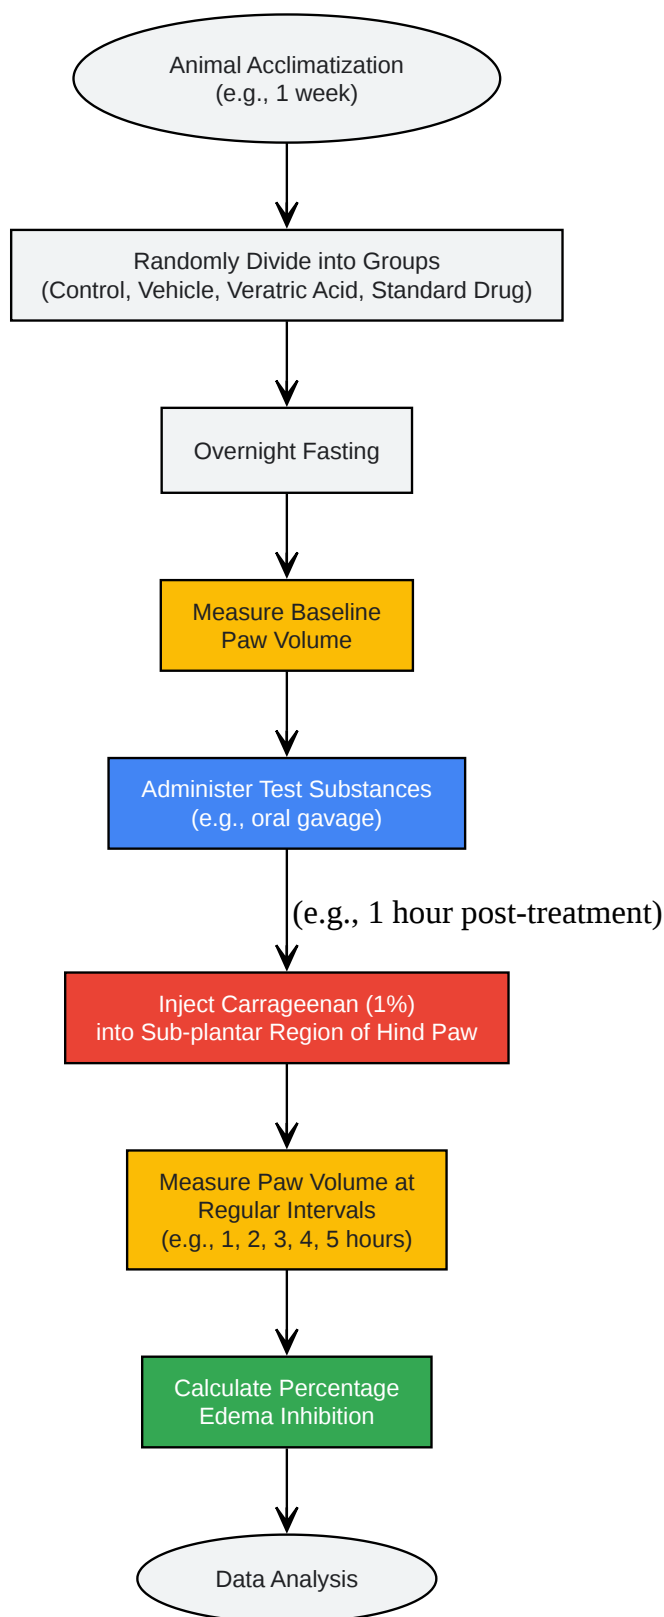 Animal Acclimatization
(e.g., 1 week)
Randomly Divide into Groups
(Control, Vehicle, Veratric Acid, Standard Drug)
Overnight Fasting
Measure Baseline
Paw Volume
Administer Test Substances
(e.g., oral gavage)
(e.g., 1 hour post-treatment)
Inject Carrageenan (1%)
into Sub-plantar Region of Hind Paw
Measure Paw Volume at
Regular Intervals
(e.g., 1, 2, 3, 4, 5 hours)
Calculate Percentage
Edema Inhibition
Data Analysis